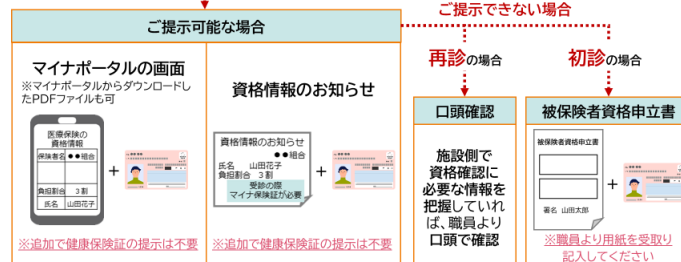 ご提示できない場合
ご提示可能な場合
再診の場合
初診の場合
マイナポータルの画面
※マイナポータルからダウンロードし
たPDFファイルも可
医療保険の
資格情報
保険者名 ●●組合
負担割合 3割
氏名 山田花子
+
※追加で健康保険証の提示は不要
資格情報のお知らせ
資格情報のお知らせ
●●組合
氏名 山田花子
負担割合 3割
受診の際
マイナ保険証が必要
+
※追加で健康保険証の提示は不要
口頭確認
施設側で
資格確認に
必要な情報を
把握していれ
ば、職員より
口頭で確認
被保険者資格申立書
被保険者資格申立書
署名 山田太郎
+
※職員より用紙を受取り
記入してください